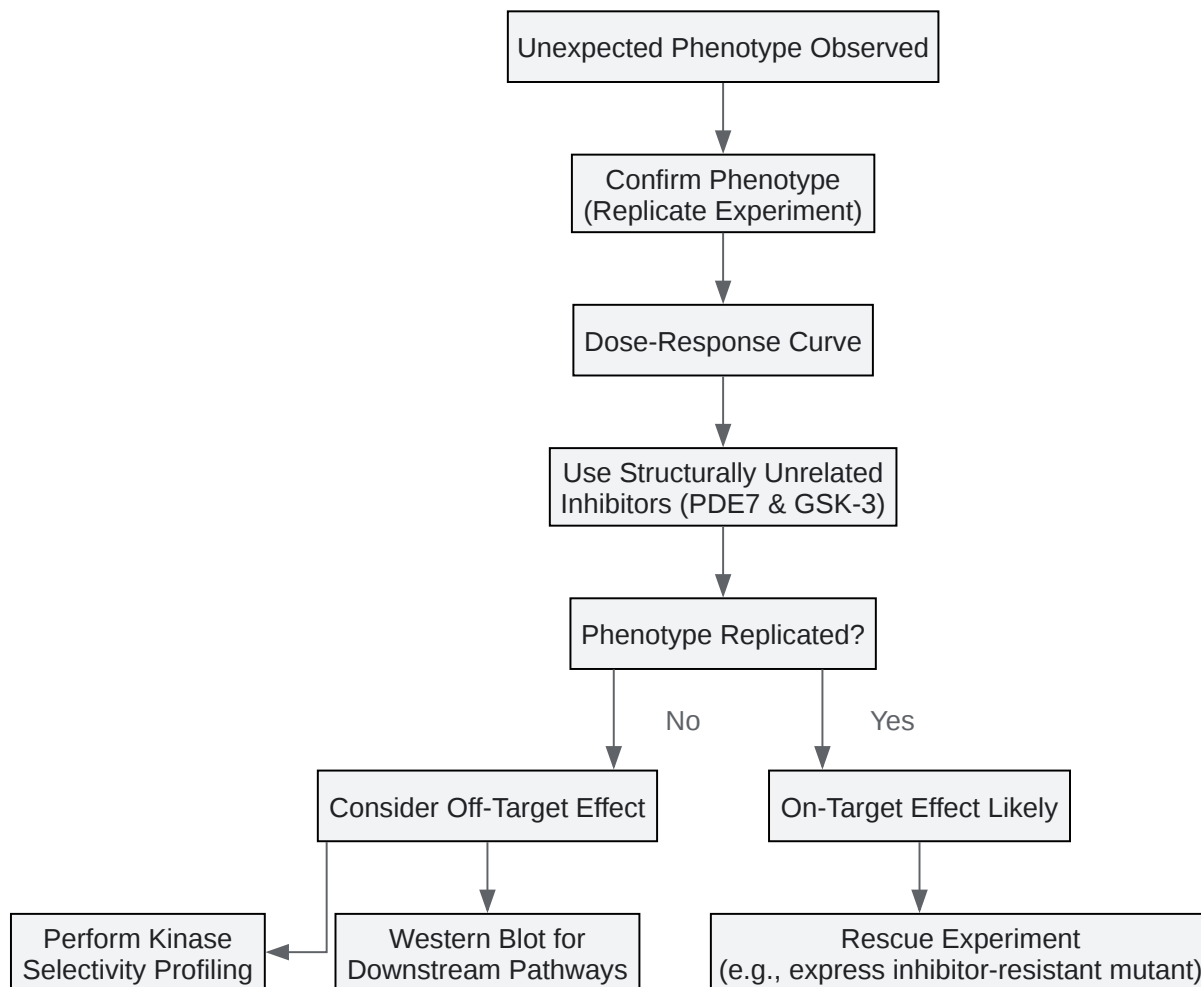 Unexpected Phenotype Observed
Confirm Phenotype
(Replicate Experiment)
Dose-Response Curve
Use Structurally Unrelated
Inhibitors (PDE7 & GSK-3)
Phenotype Replicated?
No
Yes
Consider Off-Target Effect
On-Target Effect Likely
Perform Kinase
Selectivity Profiling
Western Blot for
Downstream Pathways
Rescue Experiment
(e.g., express inhibitor-resistant mutant)